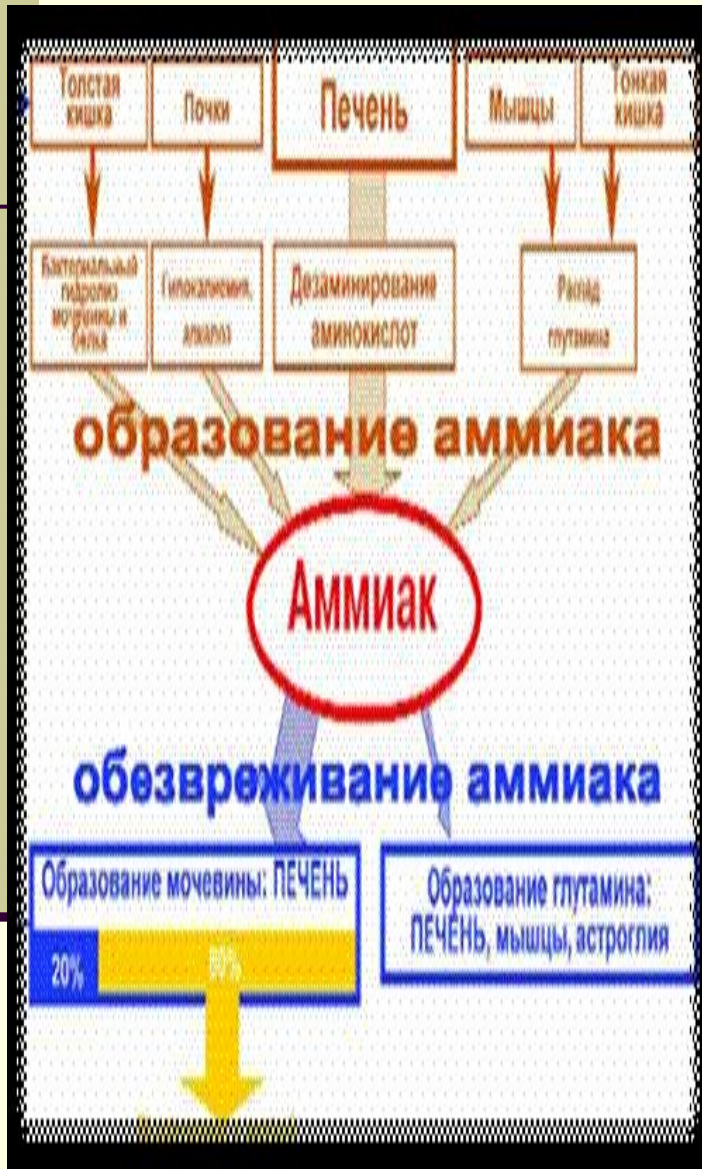 Толстая
кишка
Почки
Печень
Мышцы
Тонкая
кишка
Бактериальный
гидролиз
мочевины и
белка
Гипокалиемия,
алкалоз
Дезаминирование
аминокислот
Распад
глутамина
образование аммиака
Аммиак
обезвреживание аммиака
Образование мочевины: ПЕЧЕНЬ
20%
80%
Образование глутамина:
ПЕЧЕНЬ, мышцы, астроглия